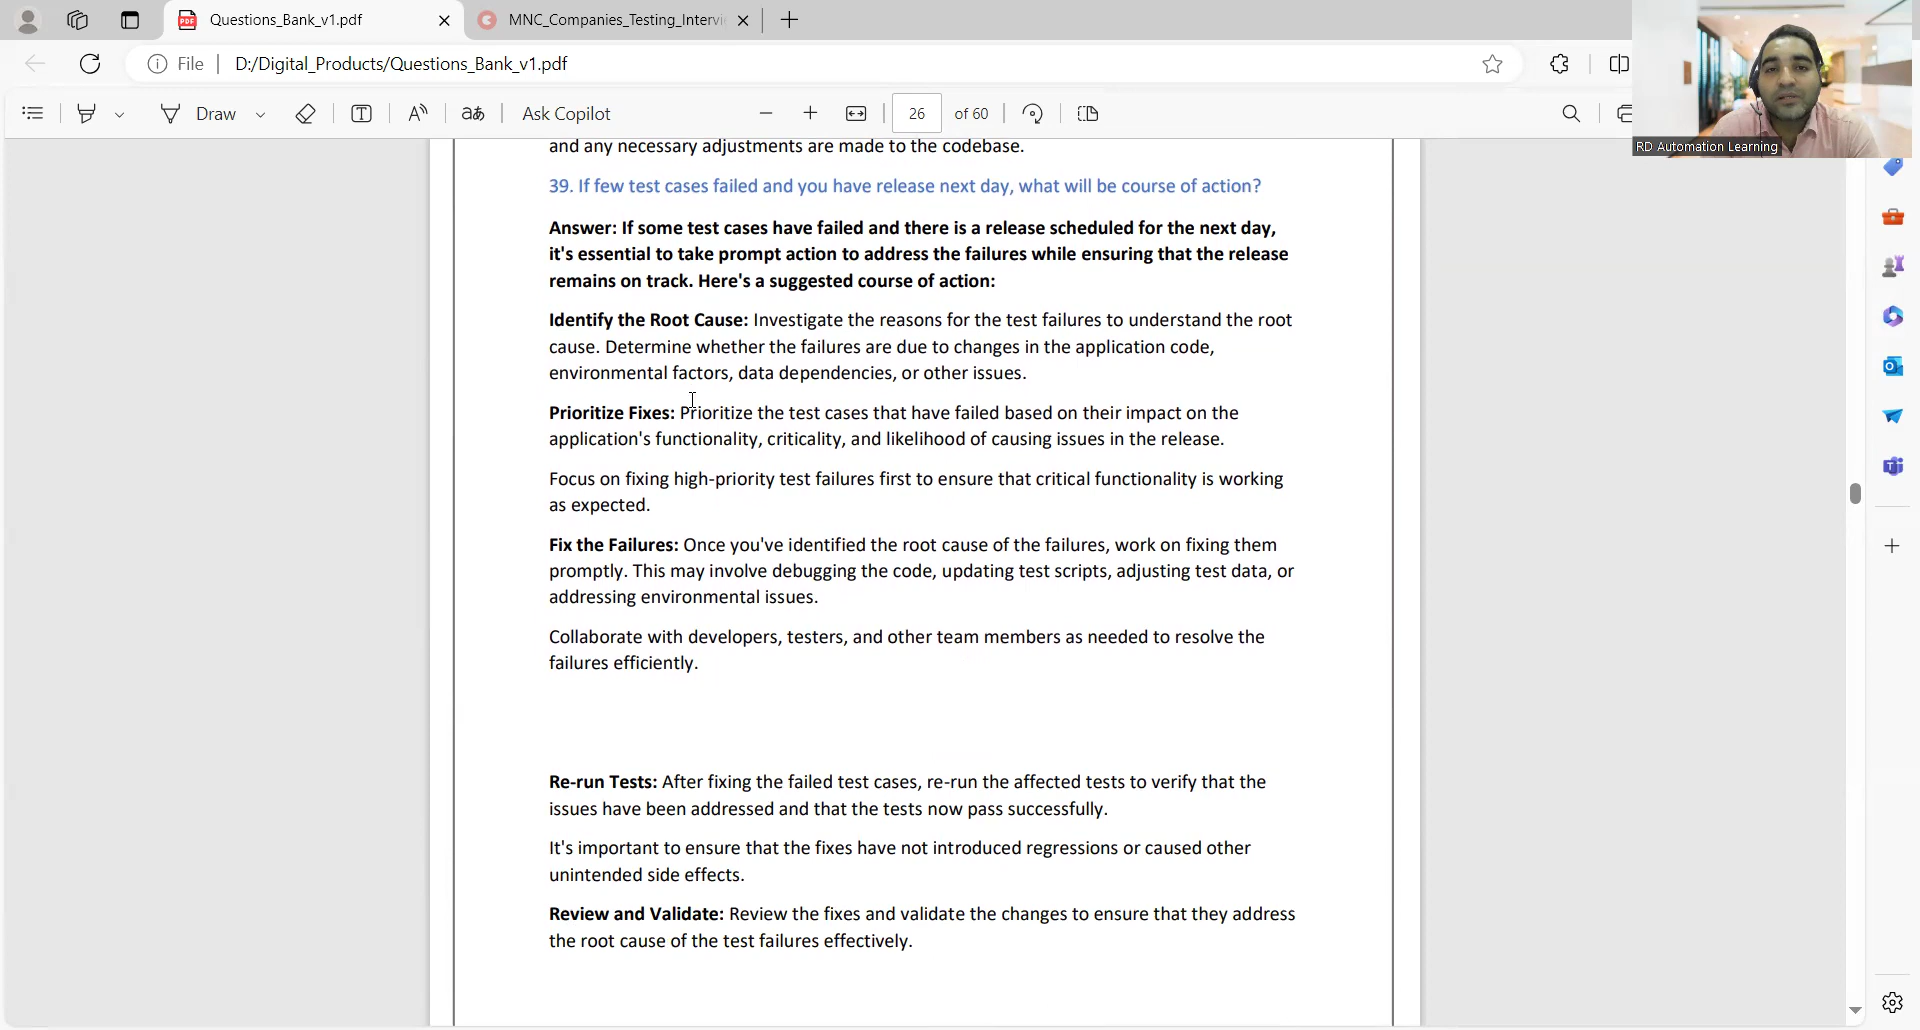 Questions_Bank_v1.pdf
MNC_Companies_Testing_Intervi
File
D:/Digital_Products/Questions_Bank_v1.pdf
Draw
Ask Copilot
26 of 60
RD Automation Learning
and any necessary adjustments are made to the codebase.
39. If few test cases failed and you have release next day, what will be course of action?
Answer: If some test cases have failed and there is a release scheduled for the next day,
it's essential to take prompt action to address the failures while ensuring that the release
remains on track. Here's a suggested course of action:
Identify the Root Cause: Investigate the reasons for the test failures to understand the root
cause. Determine whether the failures are due to changes in the application code,
environmental factors, data dependencies, or other issues.
Prioritize Fixes: Prioritize the test cases that have failed based on their impact on the
application's functionality, criticality, and likelihood of causing issues in the release.
Focus on fixing high-priority test failures first to ensure that critical functionality is working
as expected.
Fix the Failures: Once you've identified the root cause of the failures, work on fixing them
promptly. This may involve debugging the code, updating test scripts, adjusting test data, or
addressing environmental issues.
Collaborate with developers, testers, and other team members as needed to resolve the
failures efficiently.
Re-run Tests: After fixing the failed test cases, re-run the affected tests to verify that the
issues have been addressed and that the tests now pass successfully.
It's important to ensure that the fixes have not introduced regressions or caused other
unintended side effects.
Review and Validate: Review the fixes and validate the changes to ensure that they address
the root cause of the test failures effectively.